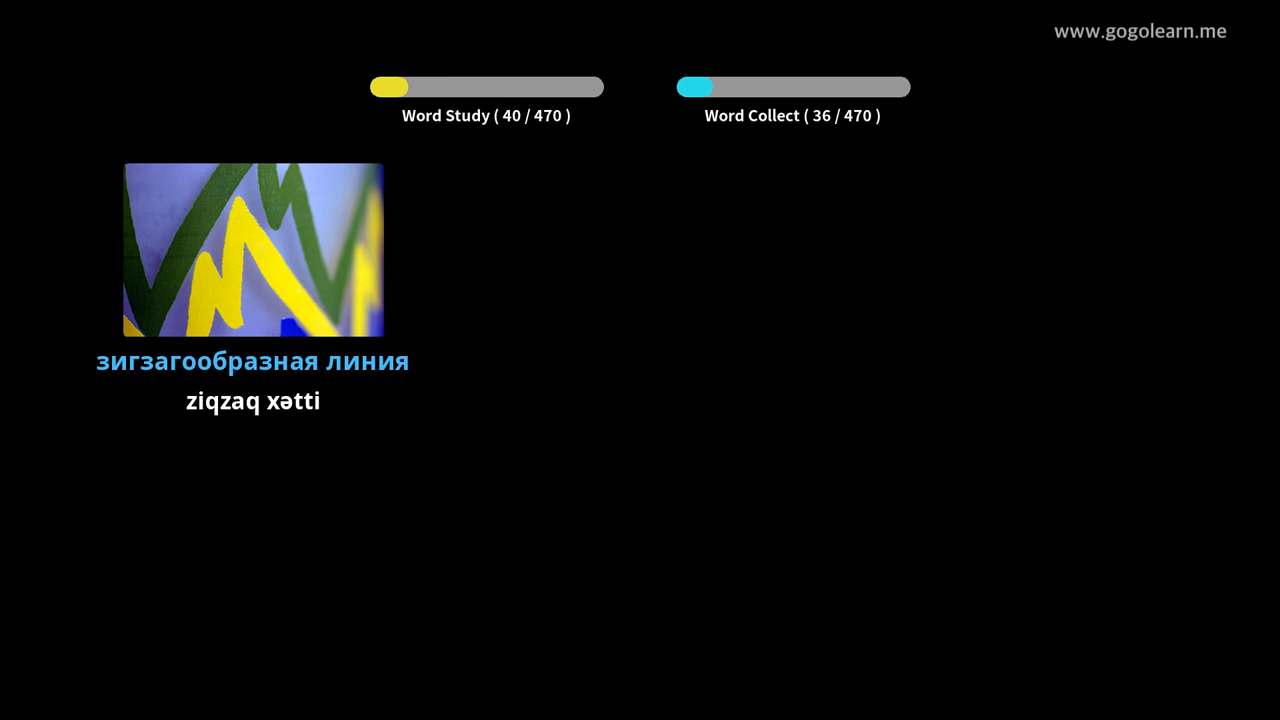 www.gogolearn.me
Word Study ( 40 / 470 )
Word Collect ( 36 / 470 )
зигзагообразная линия
ziqzaq xətti